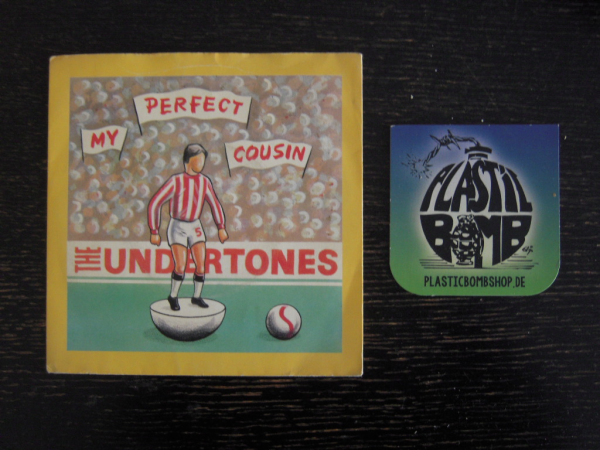 MY
PERFECT
COUSIN
5
THE UNDERTONES
PLASTIC
BOMB
PLASTICBOMBSHOP.DE